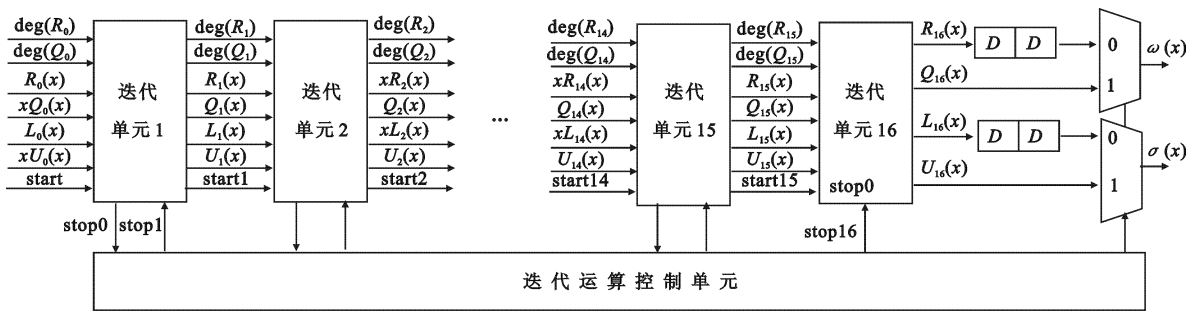 deg(R₀) deg(R₁) deg(R₂) deg(R₁₄) deg(R₁₅) R₁₆(x) D D 0 ω(x)
deg(Q₀) deg(Q₁) deg(Q₂) deg(Q₁₄) deg(Q₁₅)
R₀(x) 迭代 R₁(x) 迭代 xR₂(x) xR₁₄(x) 迭代 R₁₅(x) 迭代 Q₁₆(x) 1
xQ₀(x) Q₁(x) Q₂(x) ... Q₁₄(x) Q₁₅(x)
L₀(x) 单元1 L₁(x) 单元2 xL₂(x) xL₁₄(x) 单元15 L₁₅(x) 单元16 L₁₆(x) D D 0 σ(x)
xU₀(x) U₁(x) U₂(x) U₁₄(x) U₁₅(x) U₁₆(x)
start start1 start2 start14 start15 stop0 1
stop0 stop1 stop16
迭代运算控制单元